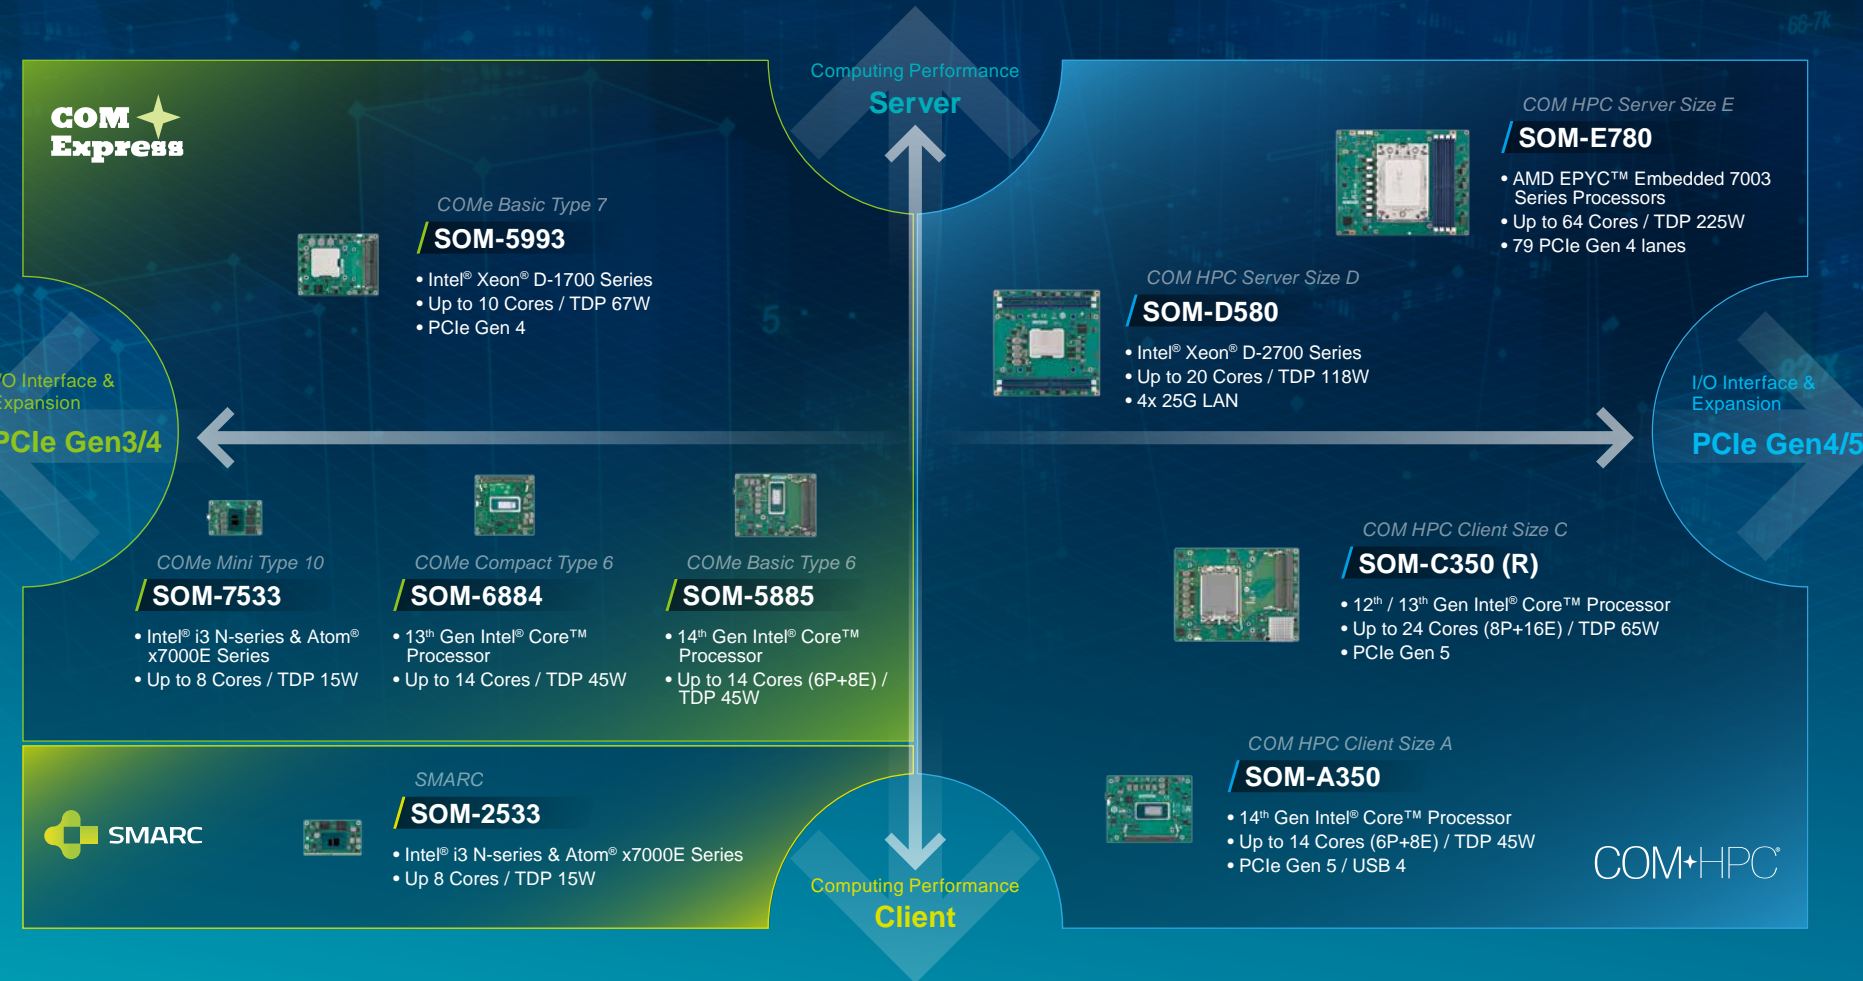 Computing Performance
Server
COM
Express
COMe Basic Type 7
SOM-5993
• Intel® Xeon® D-1700 Series
• Up to 10 Cores / TDP 67W
• PCIe Gen 4
COM HPC Server Size E
SOM-E780
• AMD EPYC™ Embedded 7003
Series Processors
• Up to 64 Cores / TDP 225W
• 79 PCIe Gen 4 lanes
COM HPC Server Size D
SOM-D580
• Intel® Xeon® D-2700 Series
• Up to 20 Cores / TDP 118W
• 4x 25G LAN
/O Interface &
Expansion
PCIe Gen3/4
I/O Interface &
Expansion
PCIe Gen4/5
COMe Mini Type 10
SOM-7533
• Intel® i3 N-series & Atom®
x7000E Series
• Up to 8 Cores / TDP 15W
COMe Compact Type 6
SOM-6884
• 13th Gen Intel® Core™
Processor
• Up to 14 Cores / TDP 45W
COMe Basic Type 6
SOM-5885
• 14th Gen Intel® Core™
Processor
• Up to 14 Cores (6P+8E) /
TDP 45W
COM HPC Client Size C
SOM-C350 (R)
• 12th / 13th Gen Intel® Core™ Processor
• Up to 24 Cores (8P+16E) / TDP 65W
• PCIe Gen 5
SMARC
SMARC
SOM-2533
• Intel® i3 N-series & Atom® x7000E Series
• Up 8 Cores / TDP 15W
COM HPC Client Size A
SOM-A350
• 14th Gen Intel® Core™ Processor
• Up to 14 Cores (6P+8E) / TDP 45W
• PCIe Gen 5 / USB 4
COM HPC®
Computing Performance
Client
66-7k
5